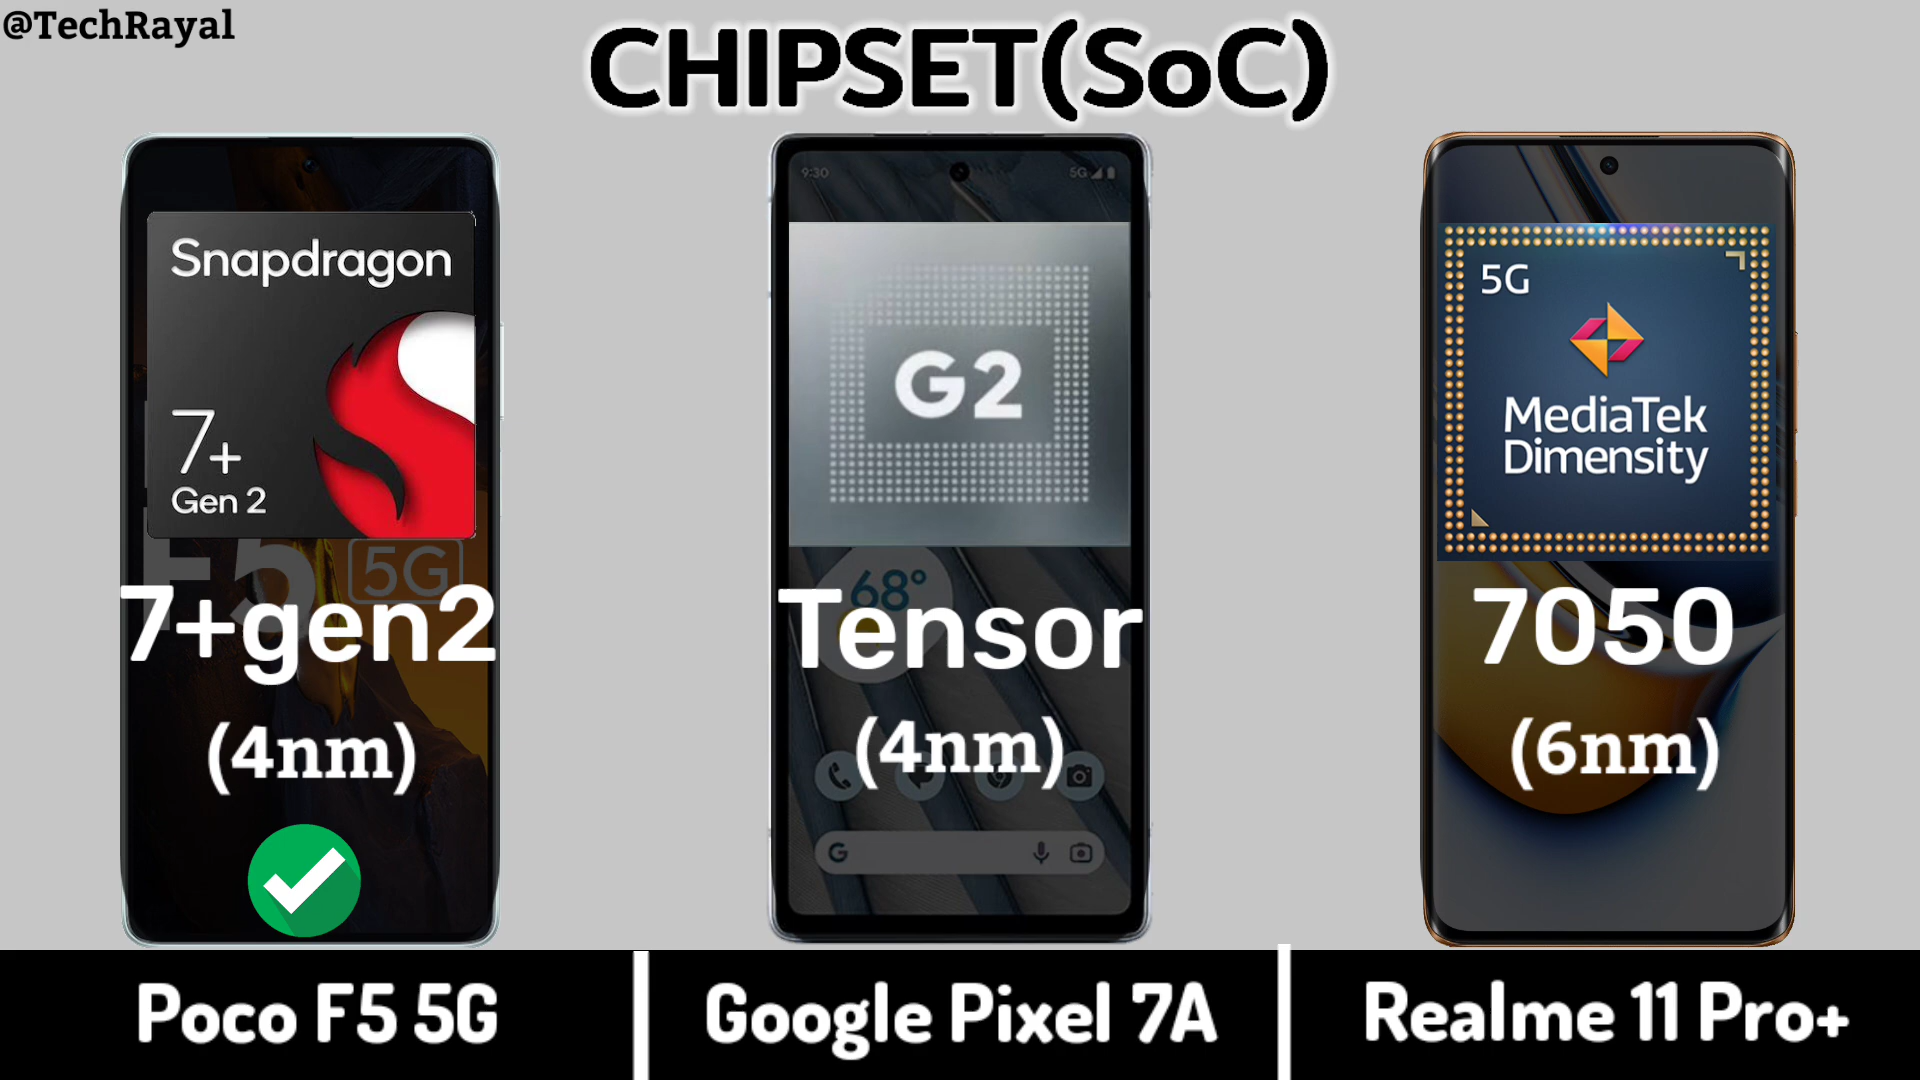 @TechRayal
CHIPSET(SoC)
Snapdragon
7+
Gen 2
F5 5G
7+gen2
(4nm)
9:30
5G
G2
68°
Tensor
(4nm)
G
5G
MediaTek
Dimensity
7050
(6nm)
Poco F5 5G
Google Pixel 7A
Realme 11 Pro+